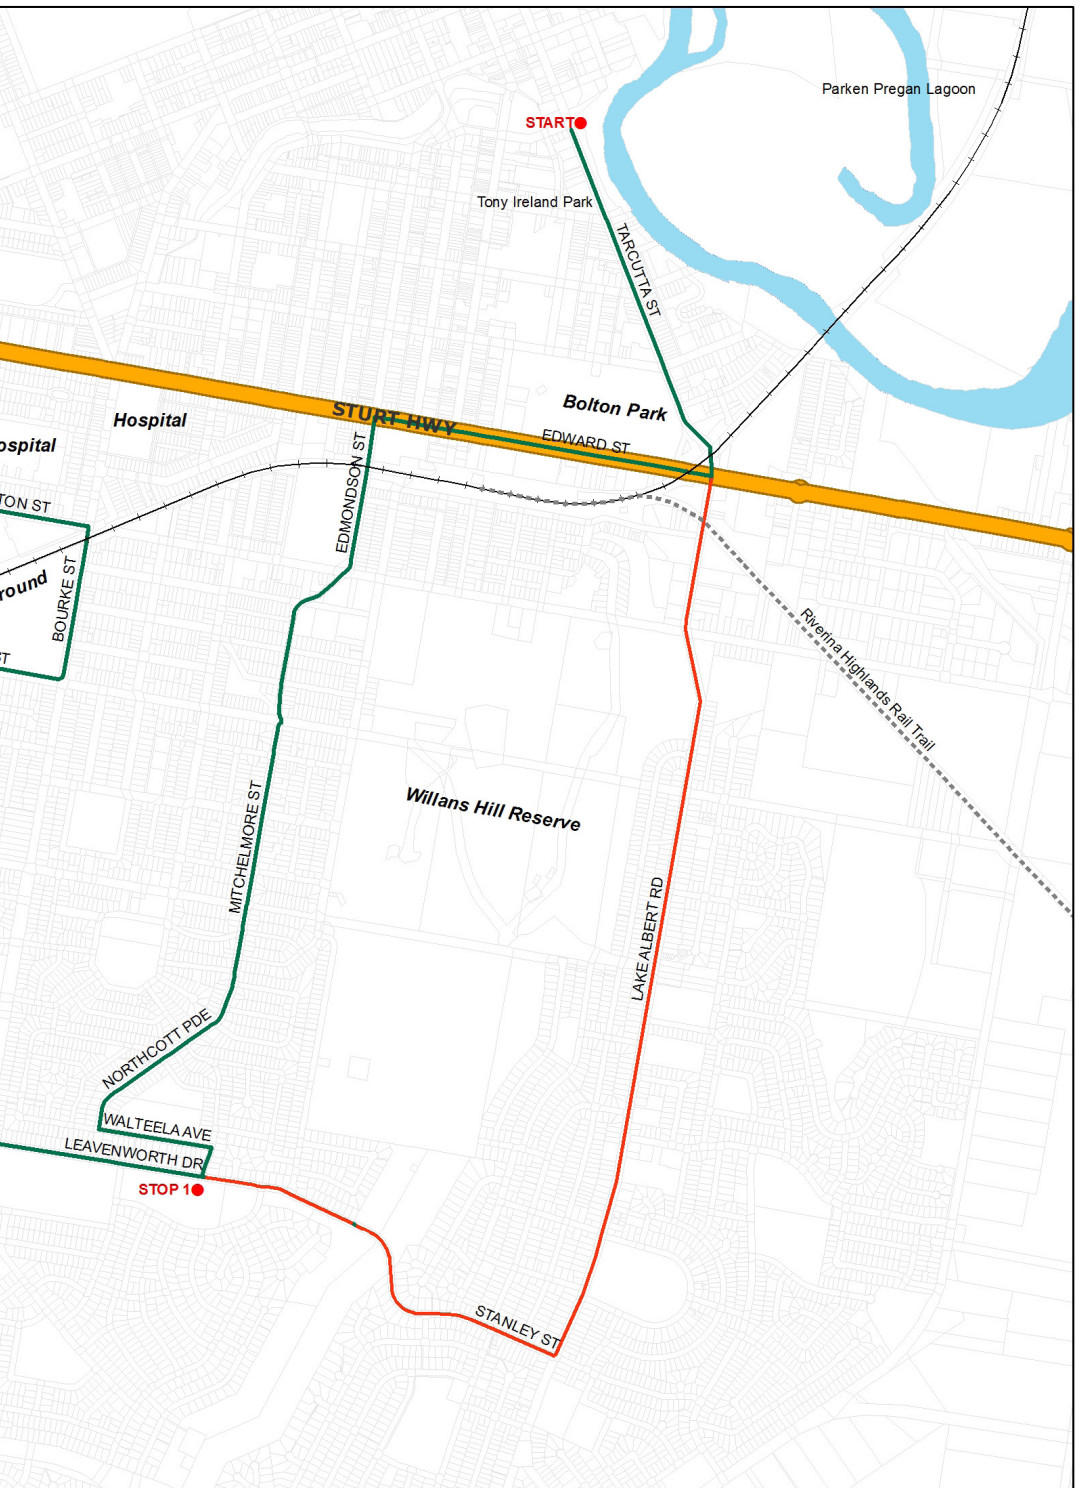 Parken Pregan Lagoon
START
Tony Ireland Park
TARCUTTA ST
Bolton Park
STURT HWY
Hospital
EDWARD ST
ospital
EDMONDSON ST
TON ST
round
BOURKE ST
ST
Riverina Highlands Rail Trail
Willans Hill Reserve
MITCHELMORE ST
LAKE ALBERT RD
NORTHCOTT PDE
WALTEELA AVE
LEAVENWORTH DR
STOP 1
STANLEY ST